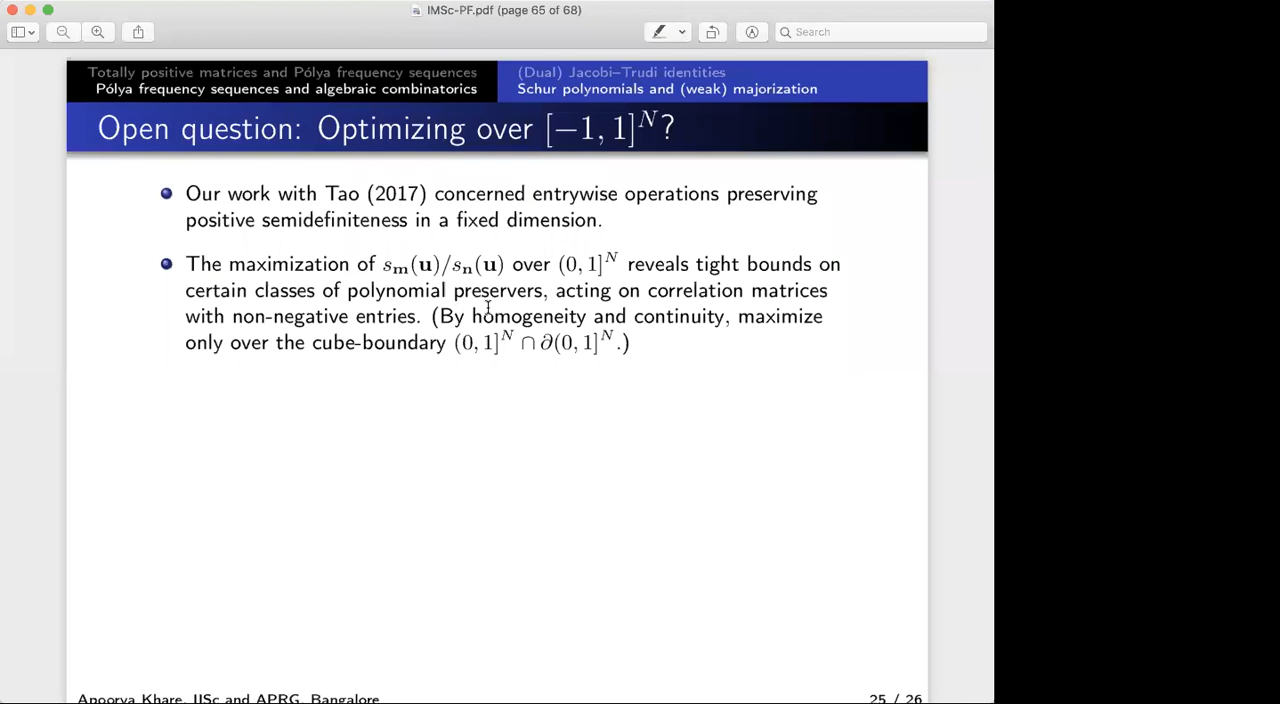 IMSc-PF.pdf (page 65 of 68)
Search
Totally positive matrices and Pólya frequency sequences
Pólya frequency sequences and algebraic combinatorics
(Dual) Jacobi–Trudi identities
Schur polynomials and (weak) majorization
Open question: Optimizing over [−1, 1]^N?
Our work with Tao (2017) concerned entrywise operations preserving
positive semidefiniteness in a fixed dimension.
The maximization of s_m(u)/s_n(u) over (0, 1]^N reveals tight bounds on
certain classes of polynomial preservers, acting on correlation matrices
with non-negative entries. (By homogeneity and continuity, maximize
only over the cube-boundary (0, 1]^N ∩ ∂(0, 1]^N.)
Apoorva Khare, IISc and APRG, Bangalore
25 / 26